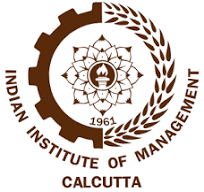 1961
INDIAN INSTITUTE OF MANAGEMENT
CALCUTTA